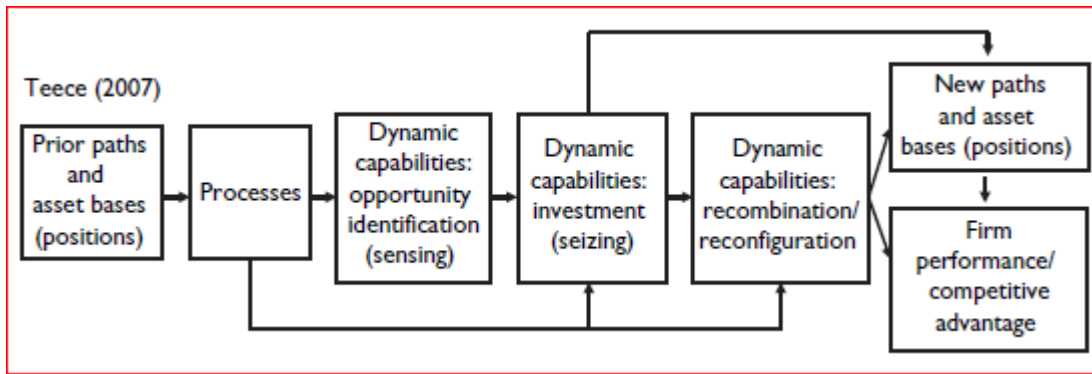 Teece (2007)
Prior paths
and
asset bases
(positions)
Processes
Dynamic
capabilities:
opportunity
identification
(sensing)
Dynamic
capabilities:
investment
(seizing)
Dynamic
capabilities:
recombination/
reconfiguration
New paths
and asset
bases (positions)
Firm
performance/
competitive
advantage